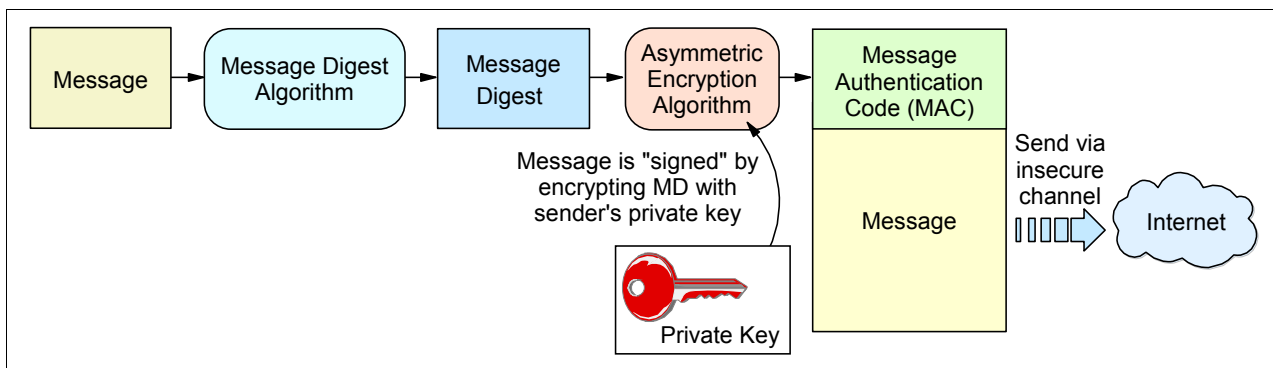 Message
Message Digest
Algorithm
Message
Digest
Asymmetric
Encryption
Algorithm
Message
Authentication
Code (MAC)
Message is "signed" by
encrypting MD with
sender's private key
Private Key
Message
Send via
insecure
channel
Internet